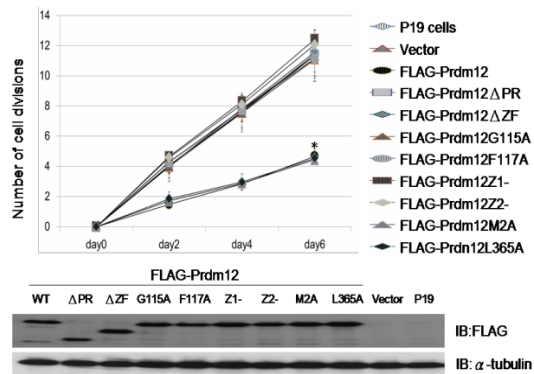 Number of cell divisions
14
12
10
8
6
4
2
0
*
day0 day2 day4 day6
P19 cells
Vector
FLAG-Prdm12
FLAG-Prdm12ΔPR
FLAG-Prdm12ΔZF
FLAG-Prdm12G115A
FLAG-Prdm12F117A
FLAG-Prdm12Z1-
FLAG-Prdm12Z2-
FLAG-Prdm12M2A
FLAG-Prdn12L365A
FLAG-Prdm12
WT ΔPR ΔZF G115A F117A Z1- Z2- M2A L365A Vector P19
IB:FLAG
IB: α-tubulin